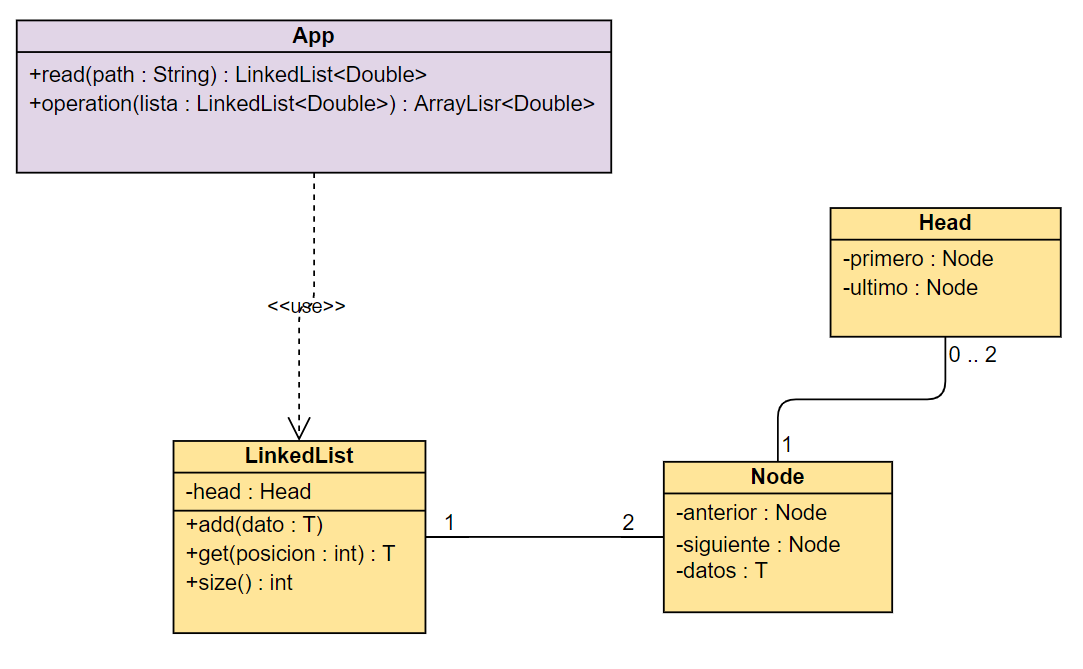 App
+read(path : String) : LinkedList<Double>
+operation(lista : LinkedList<Double>) : ArrayLisr<Double>
<<use>>
Head
-primero : Node
-ultimo : Node
0 .. 2
1
LinkedList
-head : Head
+add(dato : T)
+get(posicion : int) : T
+size() : int
1
2
Node
-anterior : Node
-siguiente : Node
-datos : T